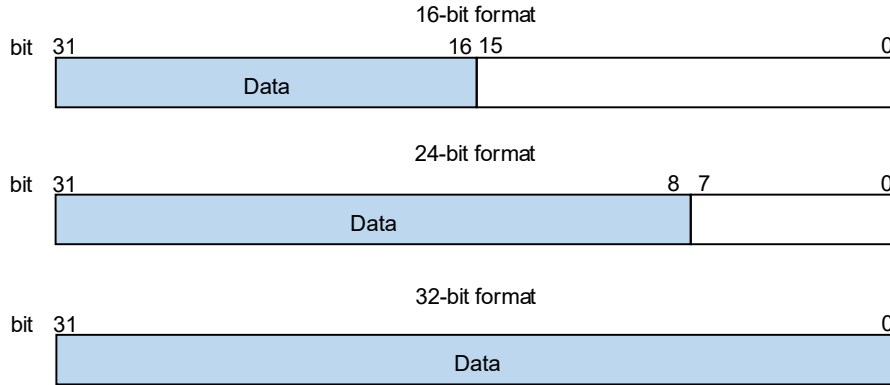 16-bit format
bit 31 16 15 0
Data
24-bit format
bit 31 8 7 0
Data
32-bit format
bit 31 0
Data